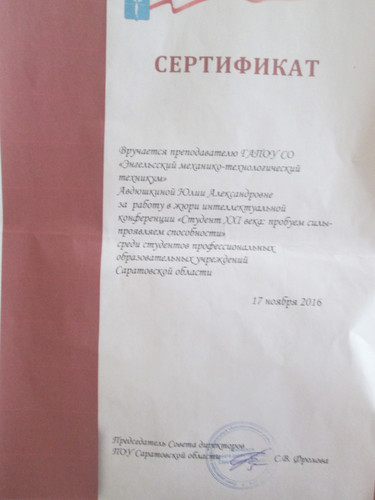 СЕРТИФИКАТ
Вручается преподавателю ГАПОУ СО
«Энгельсский механико-технологический
техникум»
Авдюшкиной Юлии Александровне
за работу в жюри интеллектуальной
конференции «Студент XXI века: пробуем силы-
проявляем способности»
среди студентов профессиональных
образовательных учреждений
Саратовской области
17 ноября 2016
Председатель Совета директоров
ПОУ Саратовской области
С.В. Фролова